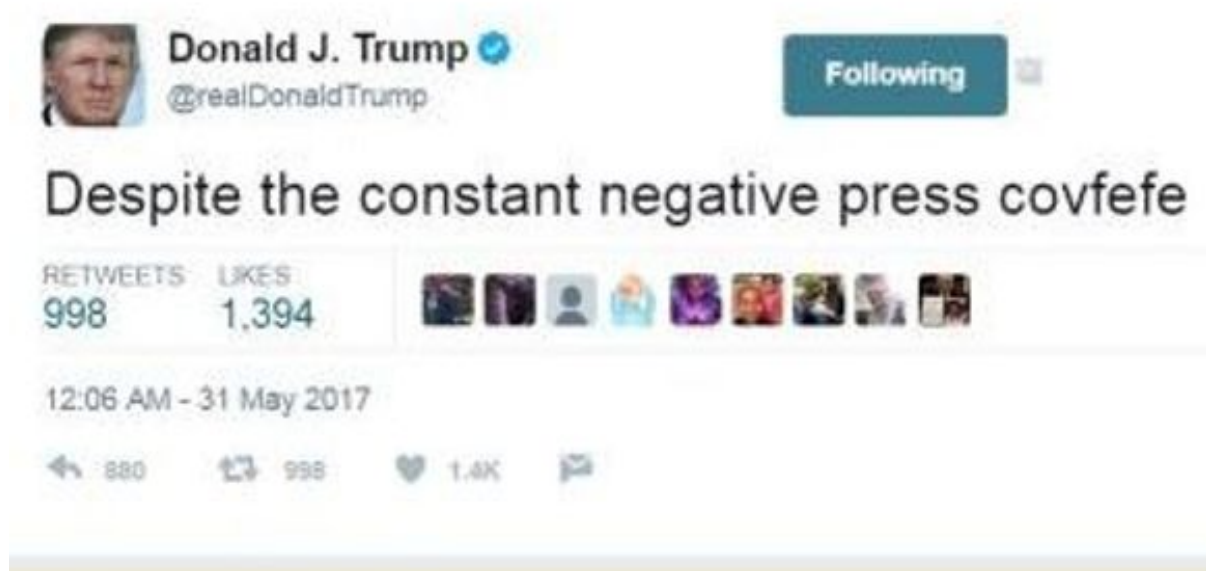 Donald J. Trump
@realDonaldTrump
Following
Despite the constant negative press covfefe
RETWEETS LIKES
998 1,394
12:06 AM - 31 May 2017
880 998 1.4K